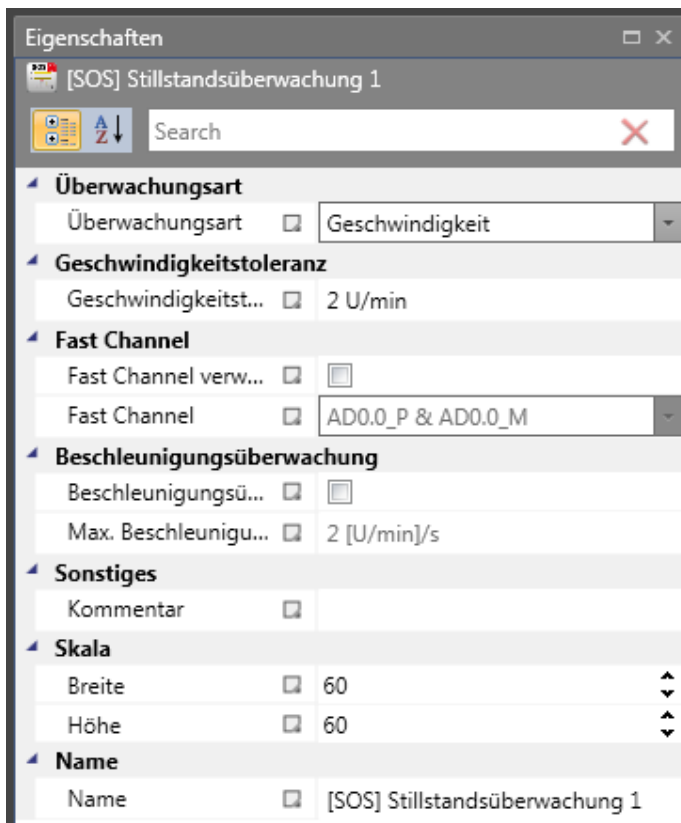 Eigenschaften
[SOS] Stillstandsüberwachung 1
Search
Überwachungsart
Überwachungsart Geschwindigkeit
Geschwindigkeitstoleranz
Geschwindigkeitst... 2 U/min
Fast Channel
Fast Channel verw...
Fast Channel AD0.0_P & AD0.0_M
Beschleunigungsüberwachung
Beschleunigungsü...
Max. Beschleunigu... 2 [U/min]/s
Sonstiges
Kommentar
Skala
Breite 60
Höhe 60
Name
Name [SOS] Stillstandsüberwachung 1